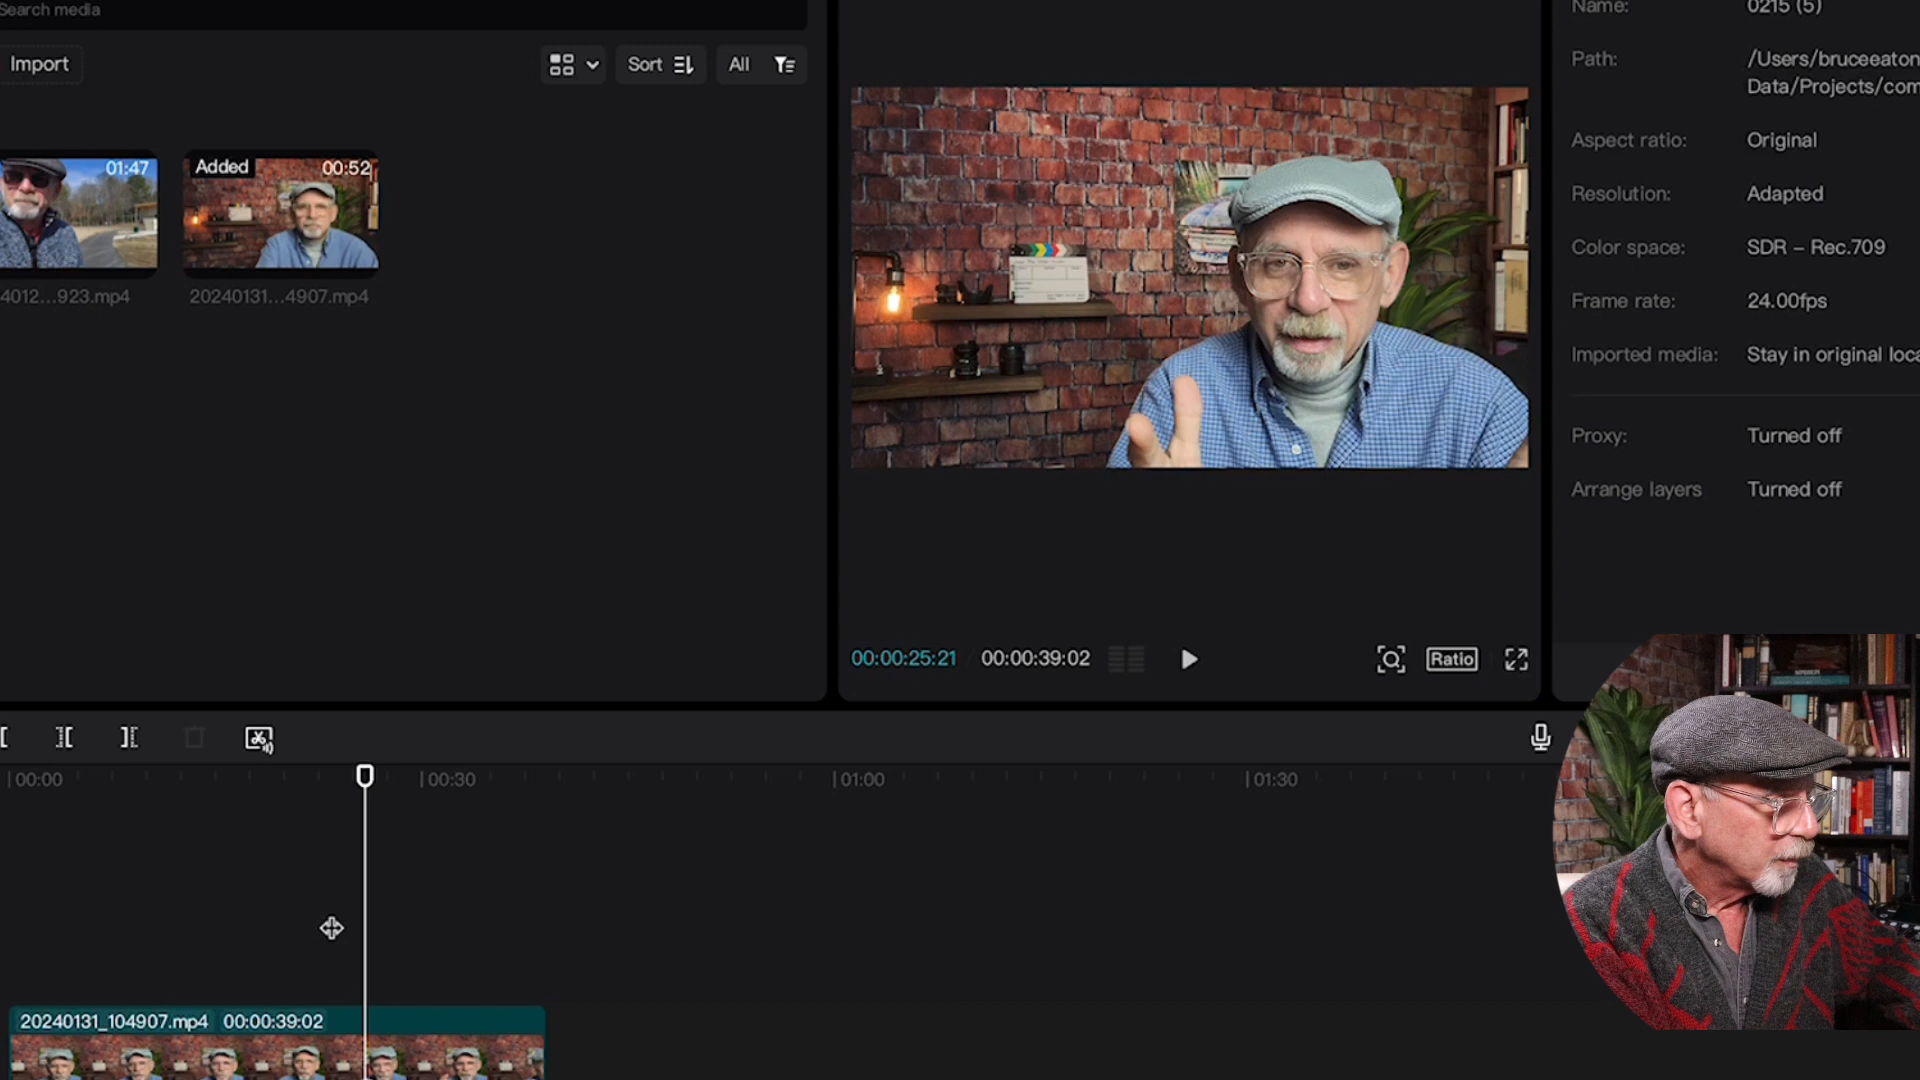 Search media
Import
Sort
All
01:47
Added
00:52
4012...923.mp4
20240131...4907.mp4
00:00:25:21
00:00:39:02
Ratio
Name:
0215 (5)
Path:
/Users/bruceeaton
Data/Projects/com
Aspect ratio:
Original
Resolution:
Adapted
Color space:
SDR – Rec.709
Frame rate:
24.00fps
Imported media:
Stay in original loca
Proxy:
Turned off
Arrange layers
Turned off
00:00
00:30
01:00
01:30
20240131_104907.mp4 00:00:39:02